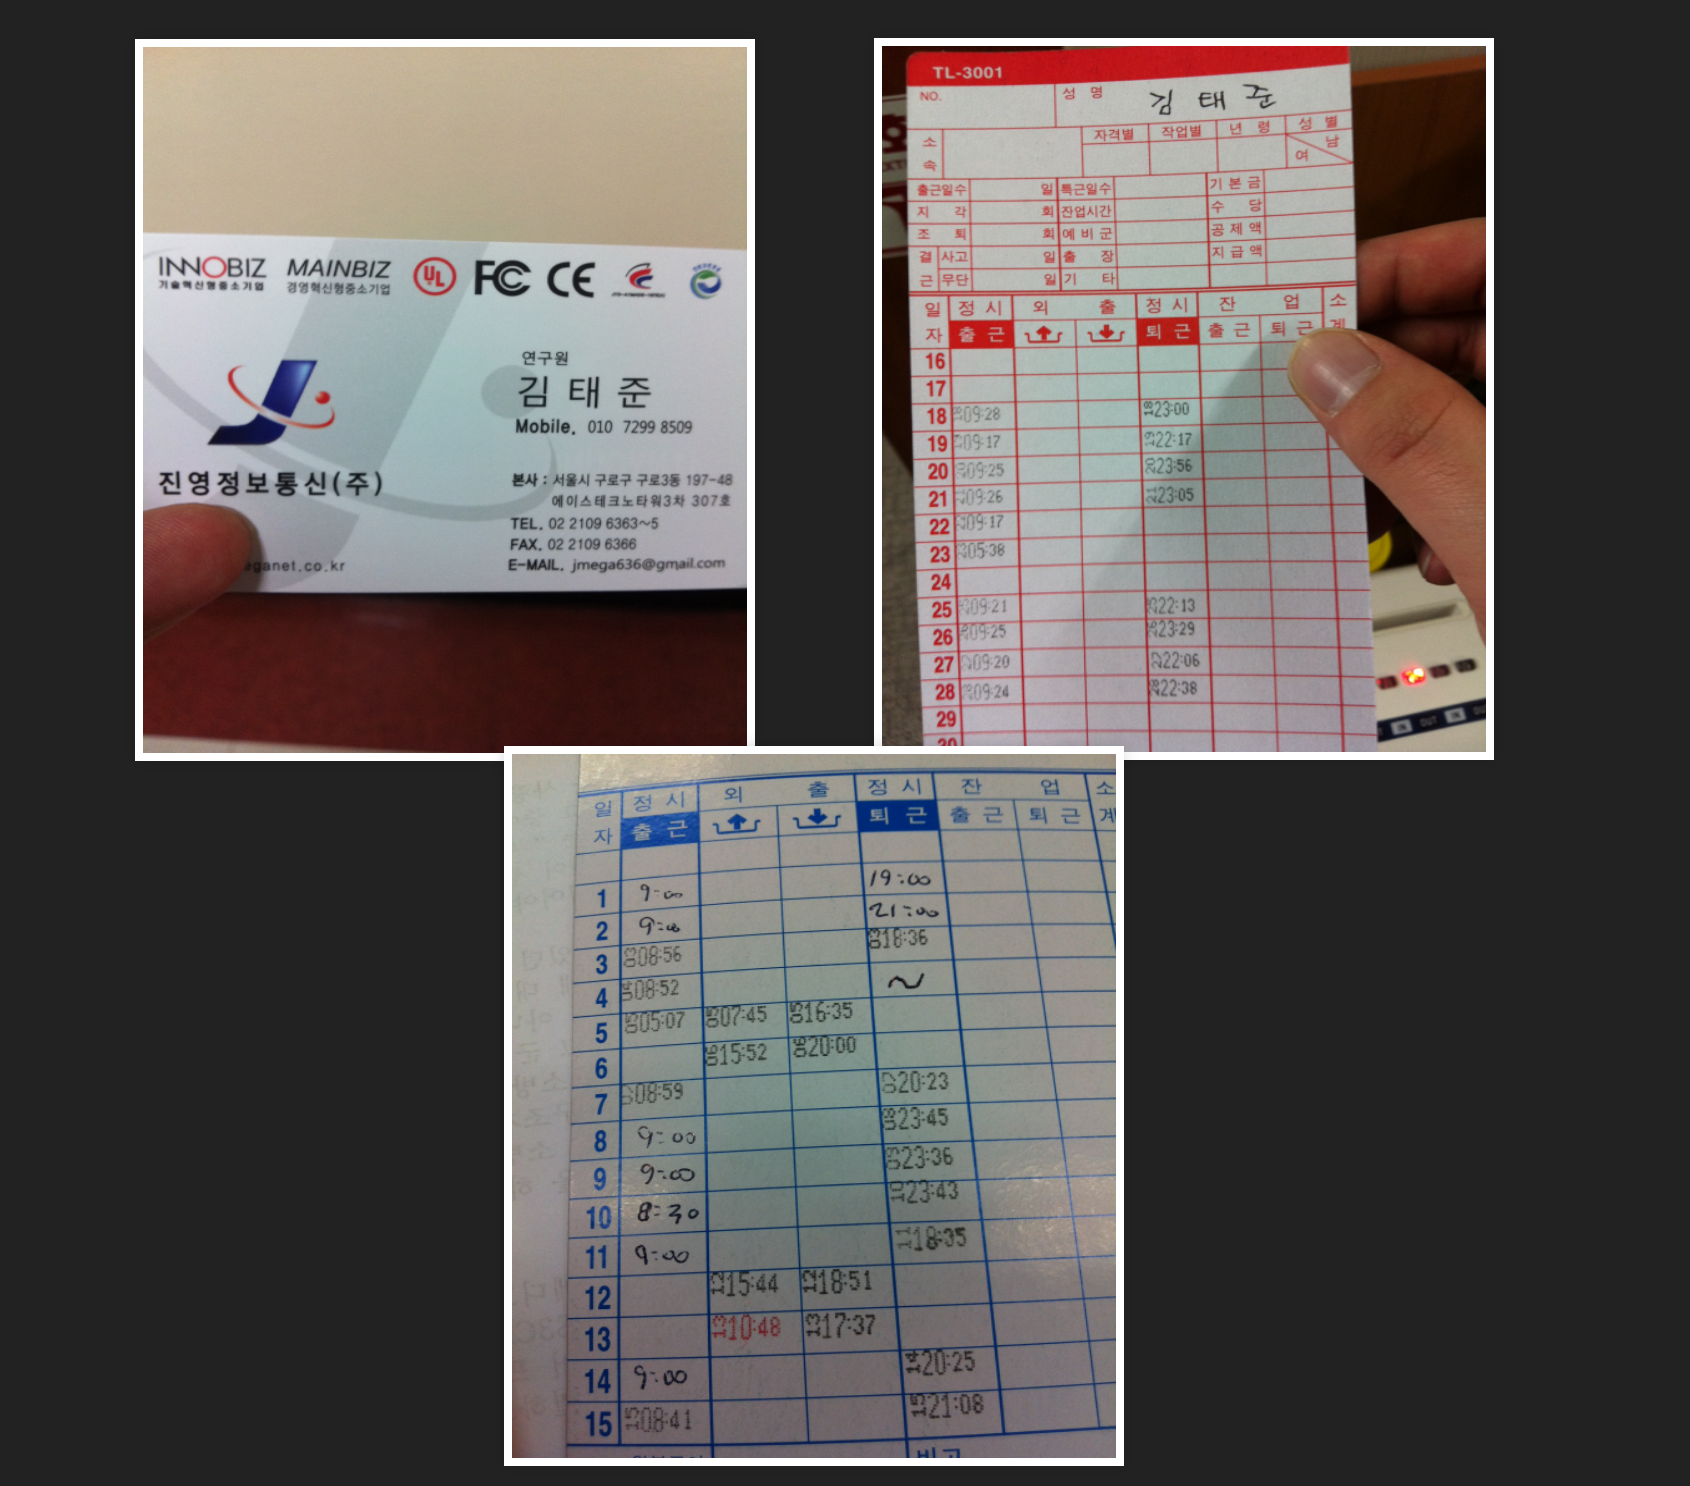 INNOBIZ MAINBIZ UL FC CE
기술혁신형중소기업 경영혁신형중소기업
연구원
김태준
Mobile. 010 7299 8509
진영정보통신(주)
본사 : 서울시 구로구 구로3동 197-48
에이스테크노타워3차 307호
TEL. 02 2109 6363~5
FAX. 02 2109 6366
eganet.co.kr
E-MAIL. jmega636@gmail.com
TL-3001
NO. 성명 김태준
소속 자격별 작업별 년령 성별
남
여
출근일수 일 특근일수 기본금
지각 회 잔업시간 수당
조퇴 회 예비군 공제액
결근 사고 일 출장 지급액
무단 일 기타
일자 정시 외출 정시 잔업 소계
출근 퇴근 출근 퇴근
16
17
18 09:28 23:00
19 09:17 22:17
20 09:25 23:56
21 09:26 23:05
22 09:17
23 05:38
24
25 09:21 22:13
26 09:25 23:29
27 09:20 22:06
28 09:24 22:38
29
30
IN OUT IN
일자 정시 외출 정시 잔업 소계
출근 퇴근 출근 퇴근
1 9:00 19:00
2 9:00 21:00
3 08:56 18:36
4 08:52 ~
5 05:07 07:45 16:35
6 15:52 20:00
7 08:59 20:23
8 9:00 23:45
9 9:00 23:36
10 8:30 23:43
11 9:00 18:35
12 15:44 18:51
13 10:48 17:37
14 9:00 20:25
15 08:41 21:08
비고